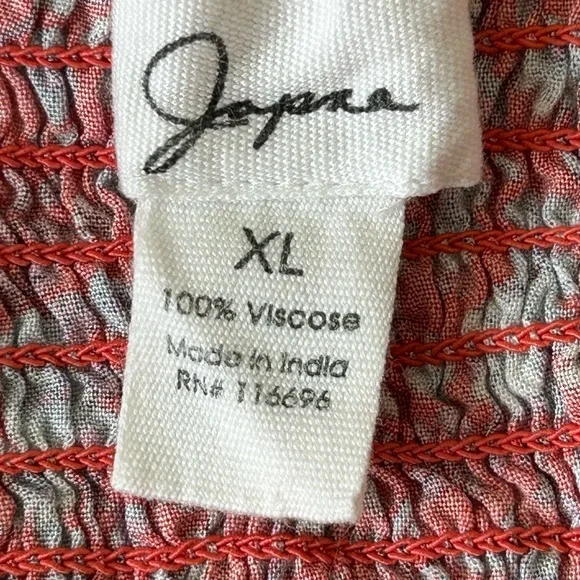 Japna
XL
100% Viscose
Made in India
RN# 116696